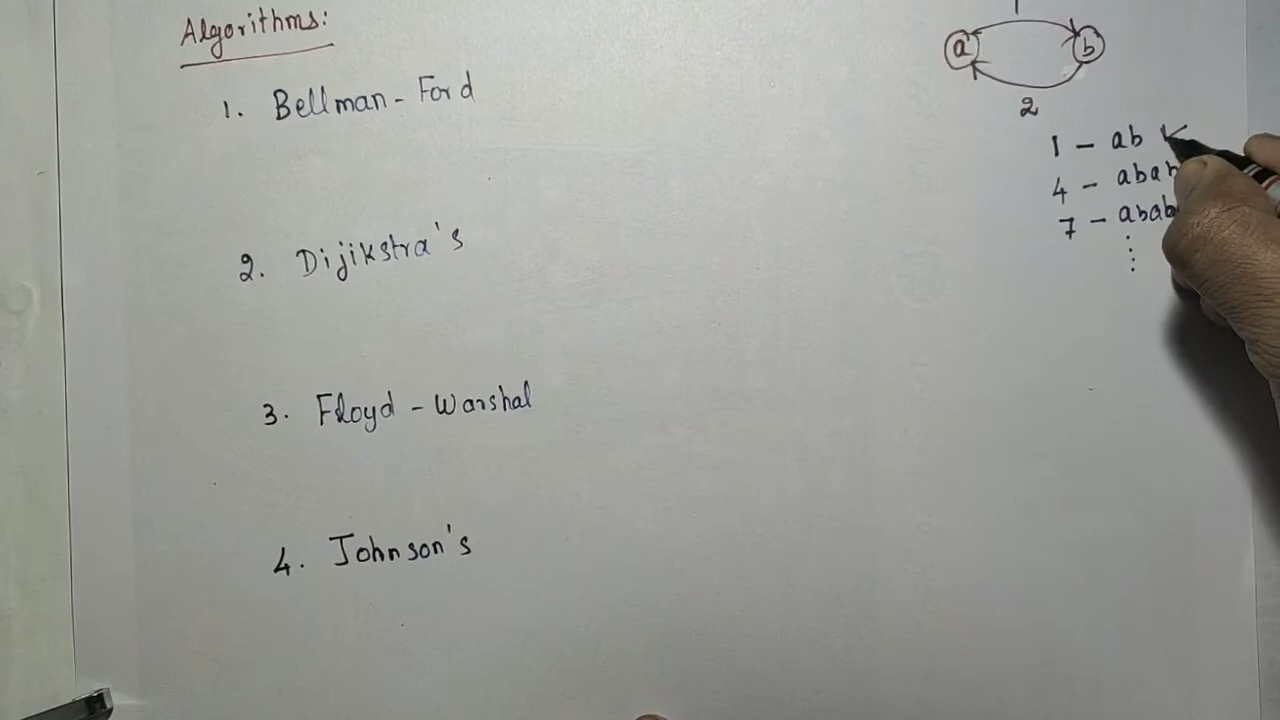 Algorithms:
1. Bellman - Ford
2. Dijikstra's
3. Floyd - Warshal
4. Johnson's
1
a b
2
1 - ab
4 - abab
7 - abab